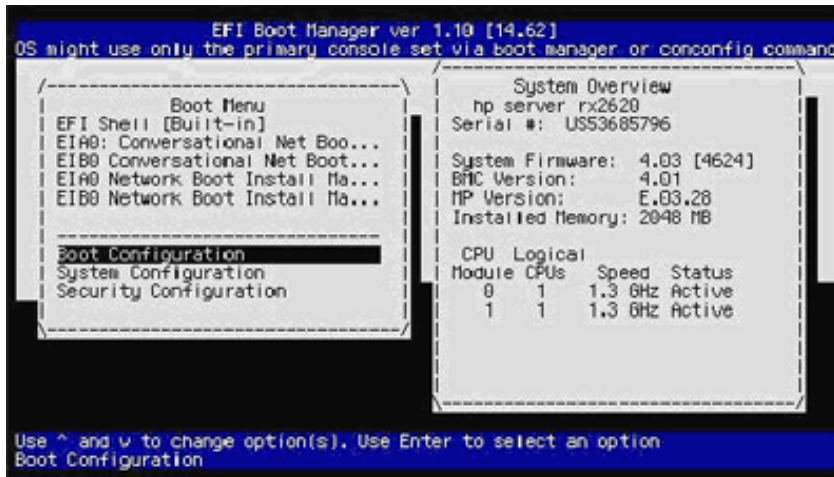 EFI Boot Manager ver 1.10 [14.62]
OS might use only the primary console set via boot manager or conconfig command
Boot Menu
EFI Shell [Built-in]
EIA0: Conversational Net Boo...
EIB0 Conversational Net Boot...
EIA0 Network Boot Install Ma...
EIB0 Network Boot Install Ma...
Boot Configuration
System Configuration
Security Configuration
System Overview
hp server rx2620
Serial #: US53685796
System Firmware: 4.03 [4624]
BMC Version: 4.01
MP Version: E.03.28
Installed Memory: 2048 MB
CPU Logical
Module CPUs Speed Status
0 1 1.3 GHz Active
1 1 1.3 GHz Active
Use ^ and v to change option(s). Use Enter to select an option
Boot Configuration